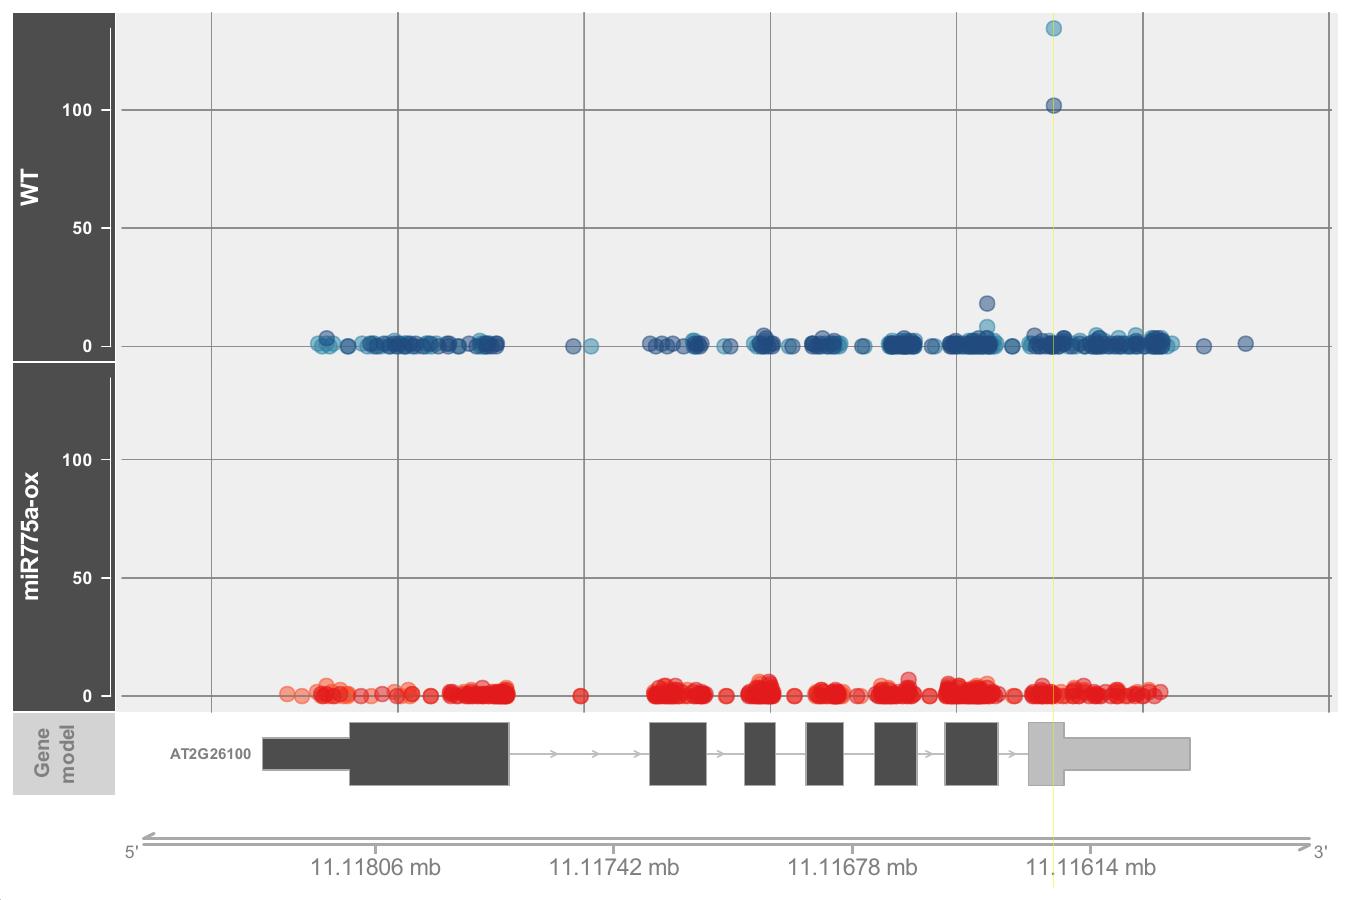 WT
100
50
0
miR775a-ox
100
50
0
Gene
model
AT2G26100
5'
3'
11.11806 mb
11.11742 mb
11.11678 mb
11.11614 mb